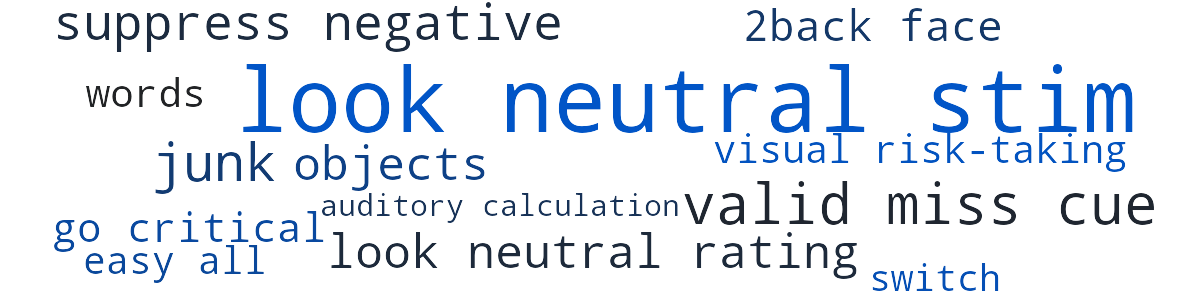 suppress negative
2back face
words
look neutral stim
junk
objects
visual risk-taking
auditory calculation
valid miss cue
go critical
look neutral rating
easy all
switch